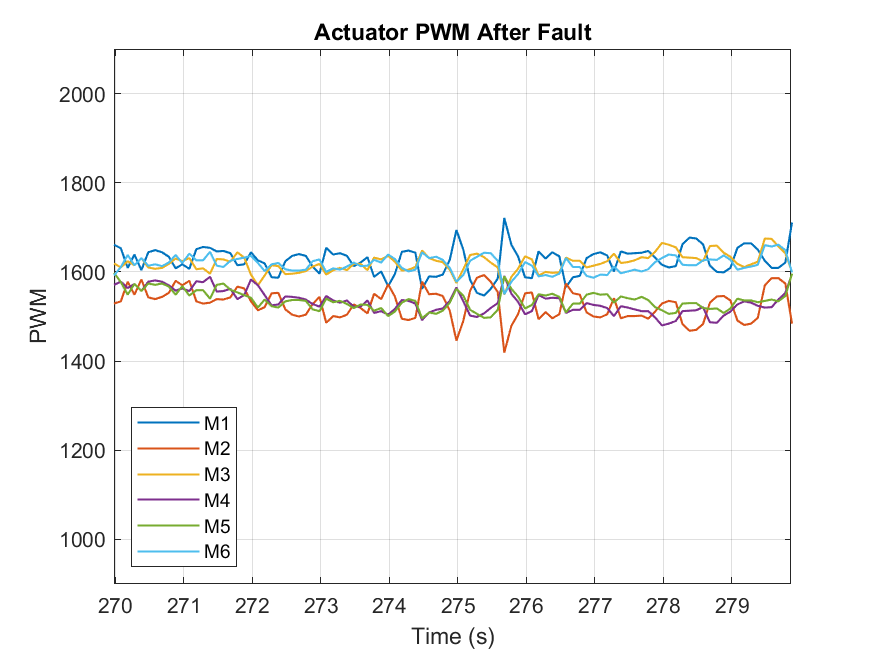 Actuator PWM After Fault
PWM
2000
1800
1600
1400
1200
1000
M1
M2
M3
M4
M5
M6
270 271 272 273 274 275 276 277 278 279
Time (s)